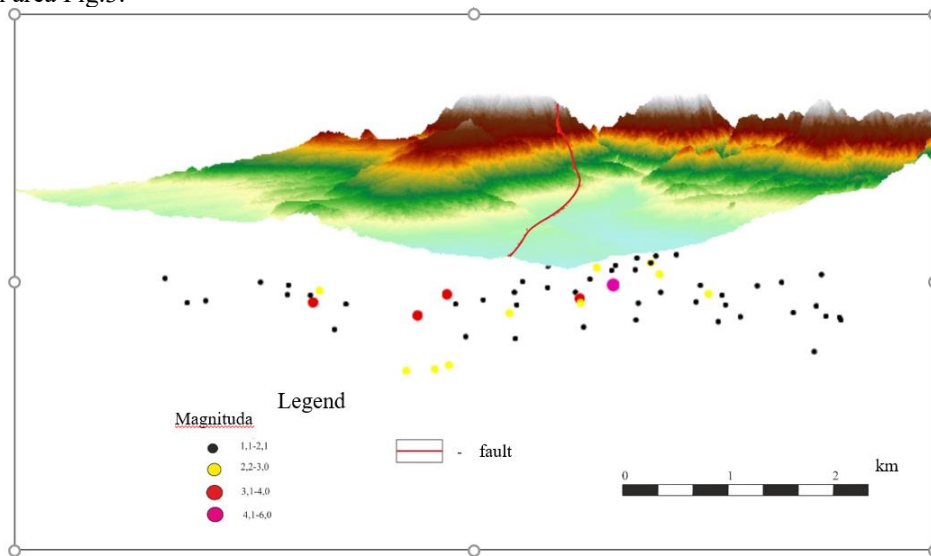 area Fig.3.
Legend
Magnituda
1,1-2,1
2,2-3,0
3,1-4,0
4,1-6,0
- fault
0 1 2 km